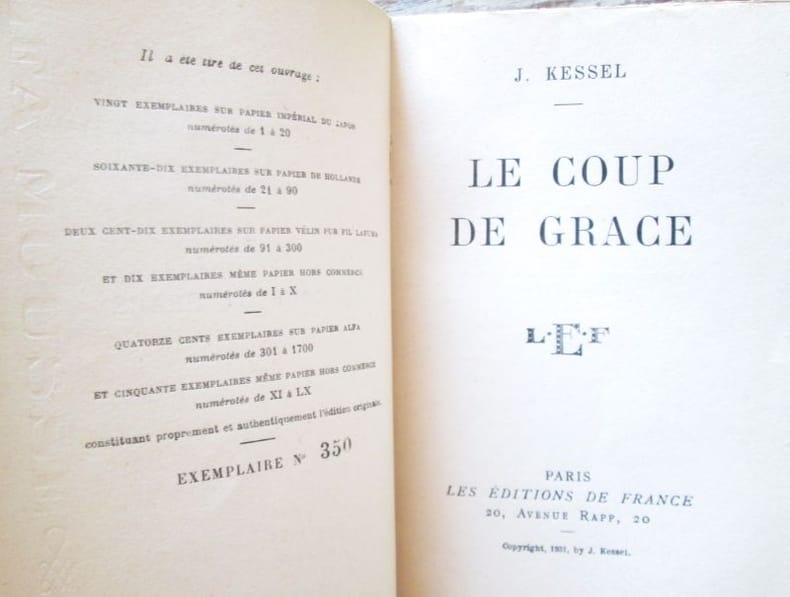 Il a été tiré de cet ouvrage :
VINGT EXEMPLAIRES SUR PAPIER IMPÉRIAL DU JAPON
numérotés de 1 à 20
SOIXANTE-DIX EXEMPLAIRES SUR PAPIER DE HOLLANDE
numérotés de 21 à 90
DEUX CENT-DIX EXEMPLAIRES SUR PAPIER VÉLIN PUR FIL LAFUMA
numérotés de 91 à 300
ET DIX EXEMPLAIRES MÊME PAPIER HORS COMMERCE
numérotés de I à X
QUATORZE CENTS EXEMPLAIRES SUR PAPIER ALFA
numérotés de 301 à 1700
ET CINQUANTE EXEMPLAIRES MÊME PAPIER HORS COMMERCE
numérotés de XI à LX
constituant proprement et authentiquement l'édition originale.
EXEMPLAIRE N° 350
J. KESSEL
LE COUP
DE GRACE
L·E·F
PARIS
LES ÉDITIONS DE FRANCE
20, AVENUE RAPP, 20
Copyright, 1931, by J. Kessel.